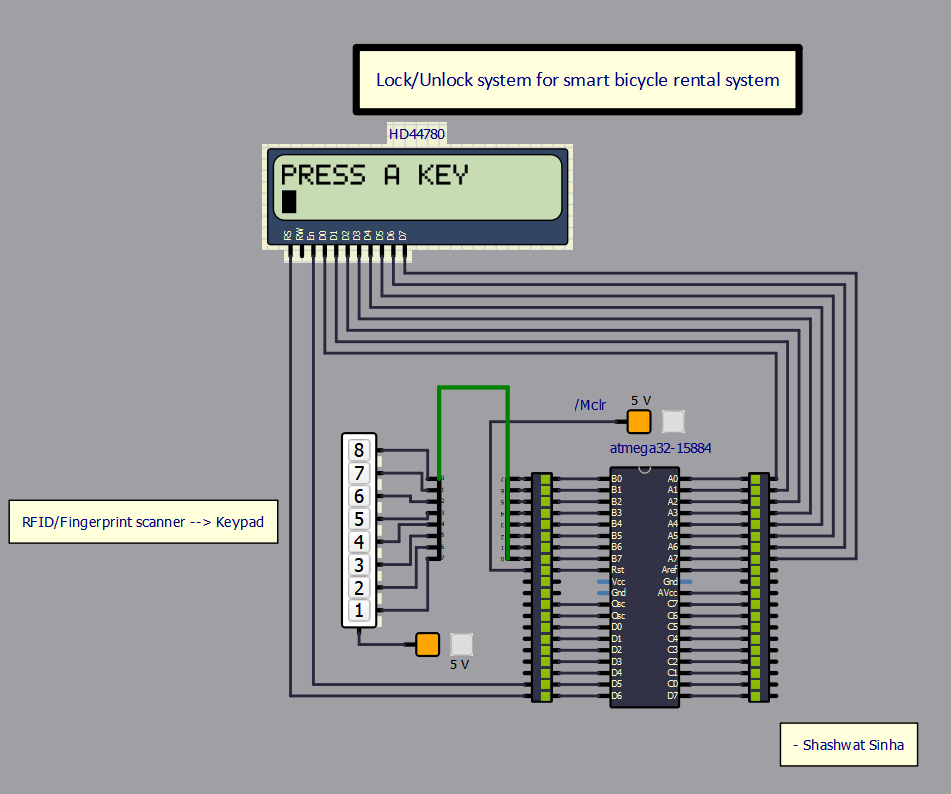 Lock/Unlock system for smart bicycle rental system
HD44780
PRESS A KEY
RS RW En D0 D1 D2 D3 D4 D5 D6 D7
/Mclr
5 V
atmega32-15884
8
7
6
5
4
3
2
1
RFID/Fingerprint scanner --> Keypad
5 V
B0 A0
B1 A1
B2 A2
B3 A3
B4 A4
B5 A5
B6 A6
B7 A7
Rst Aref
Vcc Gnd
Gnd AVcc
Osc C7
Osc C6
D0 C5
D1 C4
D2 C3
D3 C2
D4 C1
D5 C0
D6 D7
- Shashwat Sinha